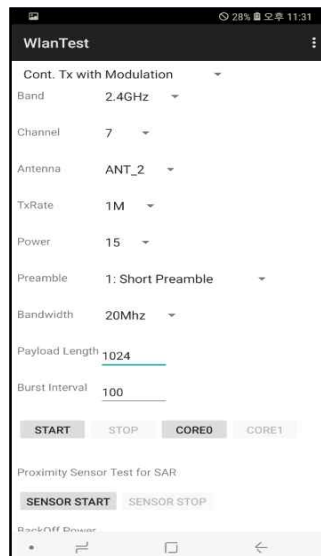 28% 오후 11:31
WlanTest
Cont. Tx with Modulation
Band 2.4GHz
Channel 7
Antenna ANT_2
TxRate 1M
Power 15
Preamble 1: Short Preamble
Bandwidth 20Mhz
Payload Length 1024
Burst Interval 100
START STOP CORE0 CORE1
Proximity Sensor Test for SAR
SENSOR START SENSOR STOP
BackOff Power